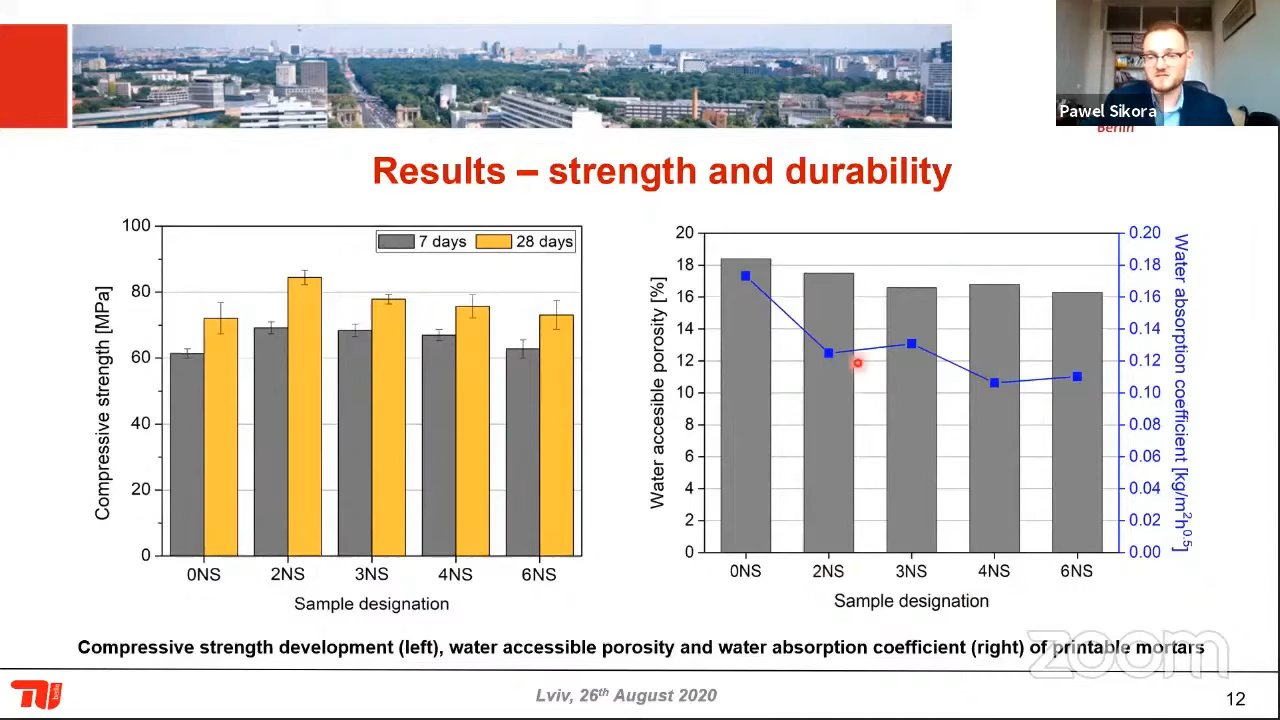 Pawel Sikora
Berlin
Results – strength and durability
Compressive strength [MPa]
100
80
60
40
20
0
7 days 28 days
0NS 2NS 3NS 4NS 6NS
Sample designation
Water accesible porosity [%]
20
18
16
14
12
10
8
6
4
2
0
0NS 2NS 3NS 4NS 6NS
Sample designation
0.20
0.18
0.16
0.14
0.12
0.10
0.08
0.06
0.04
0.02
0.00
Water absorption coefficient [kg/m²h⁰·⁵]
Compressive strength development (left), water accessible porosity and water absorption coefficient (right) of printable mortars
zoom
Lviv, 26th August 2020
12